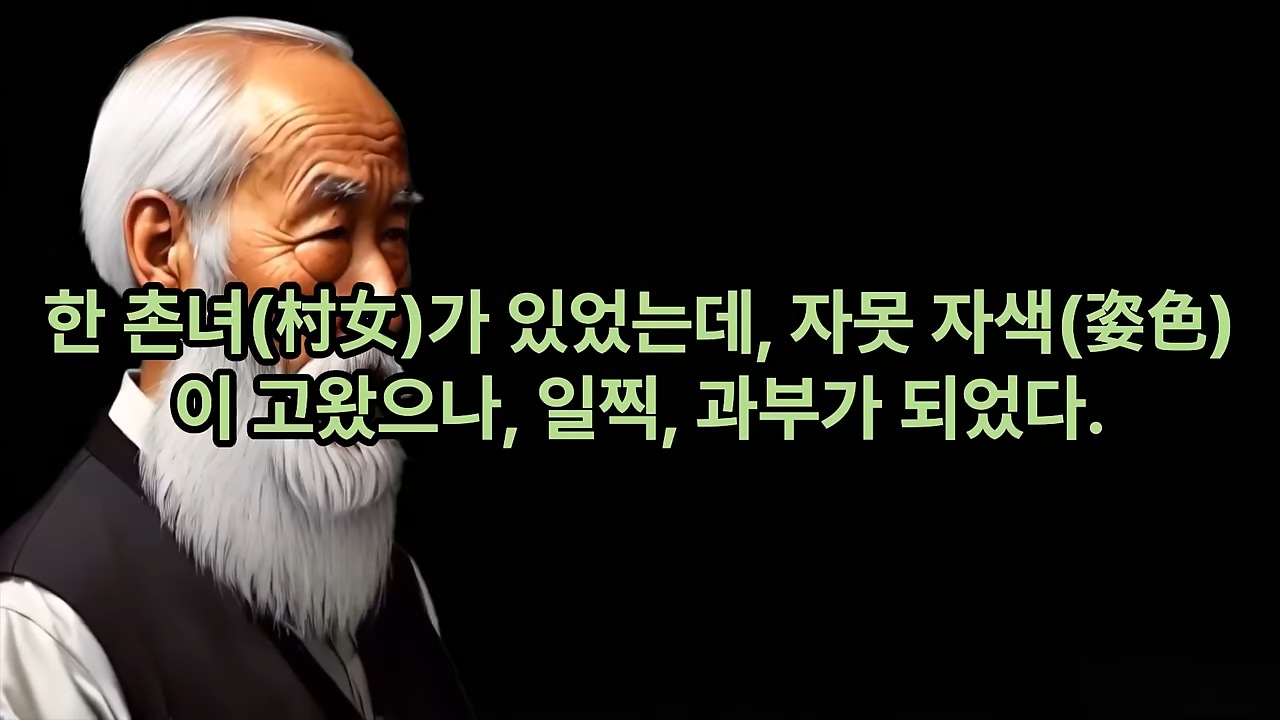 한 촌녀(村女)가 있었는데, 자못 자색(姿色)
이 고왔으나, 일찍, 과부가 되었다.